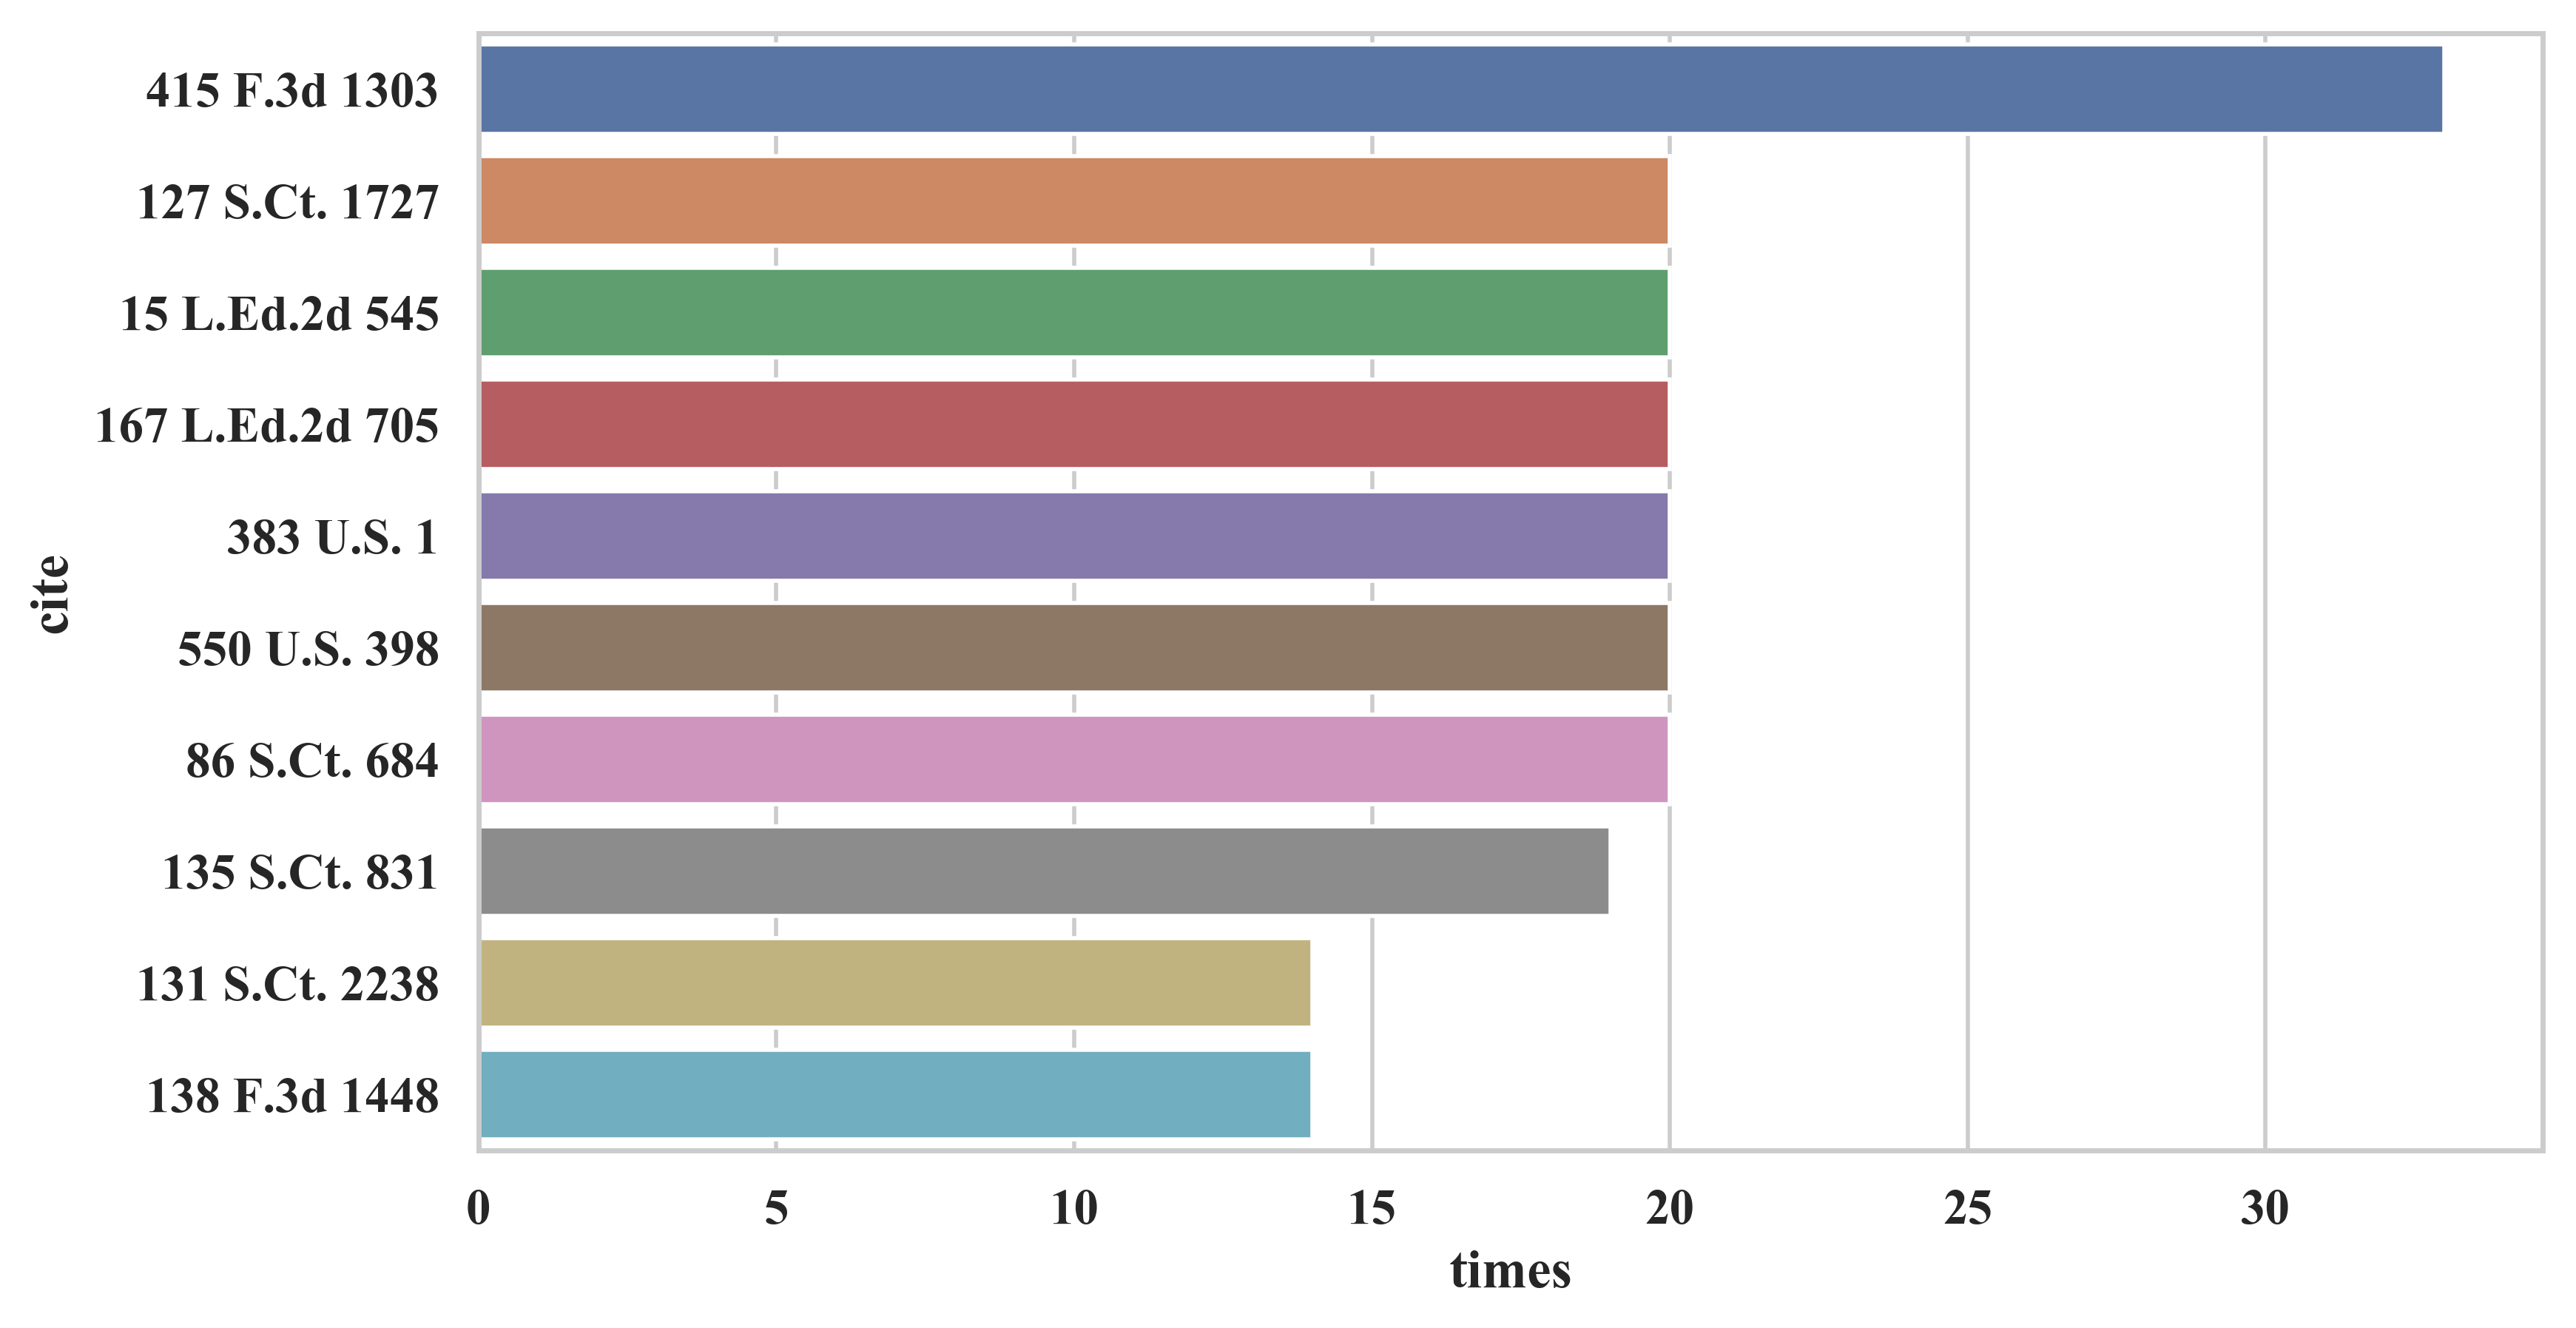 415 F.3d 1303
127 S.Ct. 1727
15 L.Ed.2d 545
167 L.Ed.2d 705
383 U.S. 1
550 U.S. 398
86 S.Ct. 684
135 S.Ct. 831
131 S.Ct. 2238
138 F.3d 1448
cite
0 5 10 15 20 25 30
times